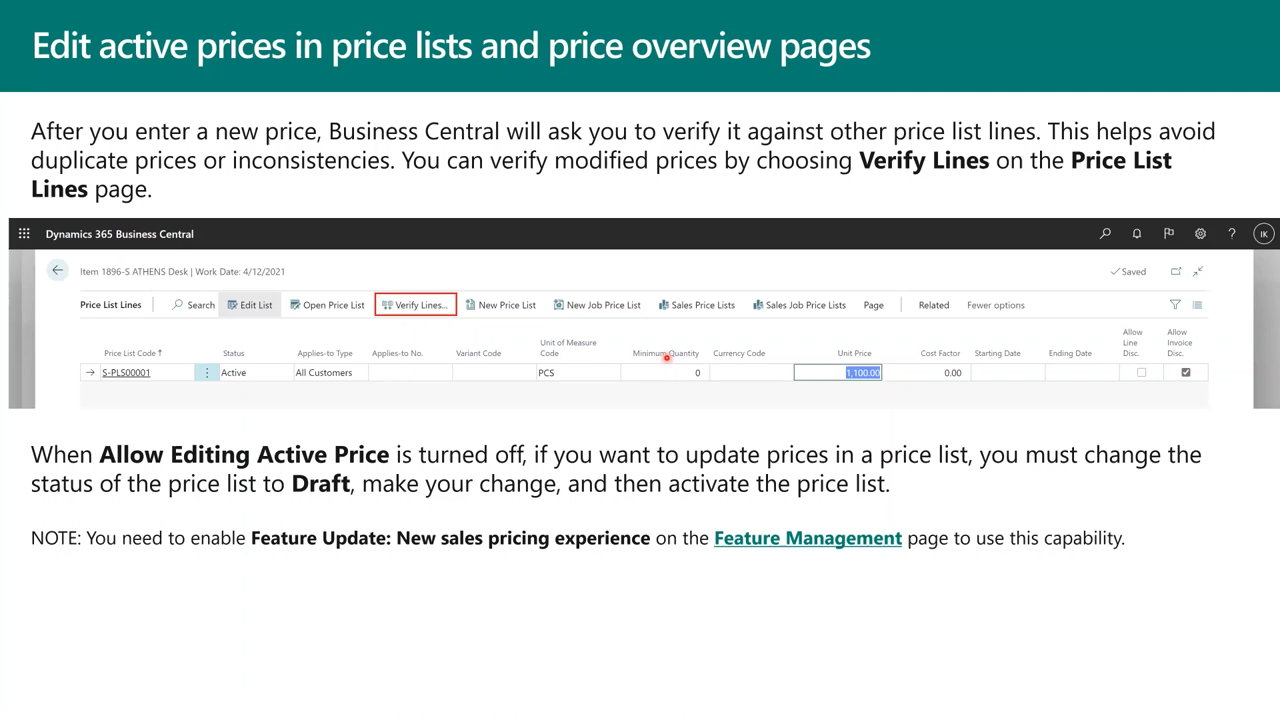 Edit active prices in price lists and price overview pages
After you enter a new price, Business Central will ask you to verify it against other price list lines. This helps avoid
duplicate prices or inconsistencies. You can verify modified prices by choosing Verify Lines on the Price List
Lines page.
Dynamics 365 Business Central
? IK
Item 1896-S ATHENS Desk | Work Date: 4/12/2021 Saved
Price List Lines Search Edit List Open Price List Verify Lines... New Price List New Job Price List Sales Price Lists Sales Job Price Lists Page Related Fewer options
Price List Code ↑ Status Applies-to Type Applies-to No. Variant Code Unit of Measure Code Minimum Quantity Currency Code Unit Price Cost Factor Starting Date Ending Date Allow Line Disc. Allow Invoice Disc.
S-PLS00001 Active All Customers PCS 0 1,100.00 0.00
When Allow Editing Active Price is turned off, if you want to update prices in a price list, you must change the
status of the price list to Draft, make your change, and then activate the price list.
NOTE: You need to enable Feature Update: New sales pricing experience on the Feature Management page to use this capability.